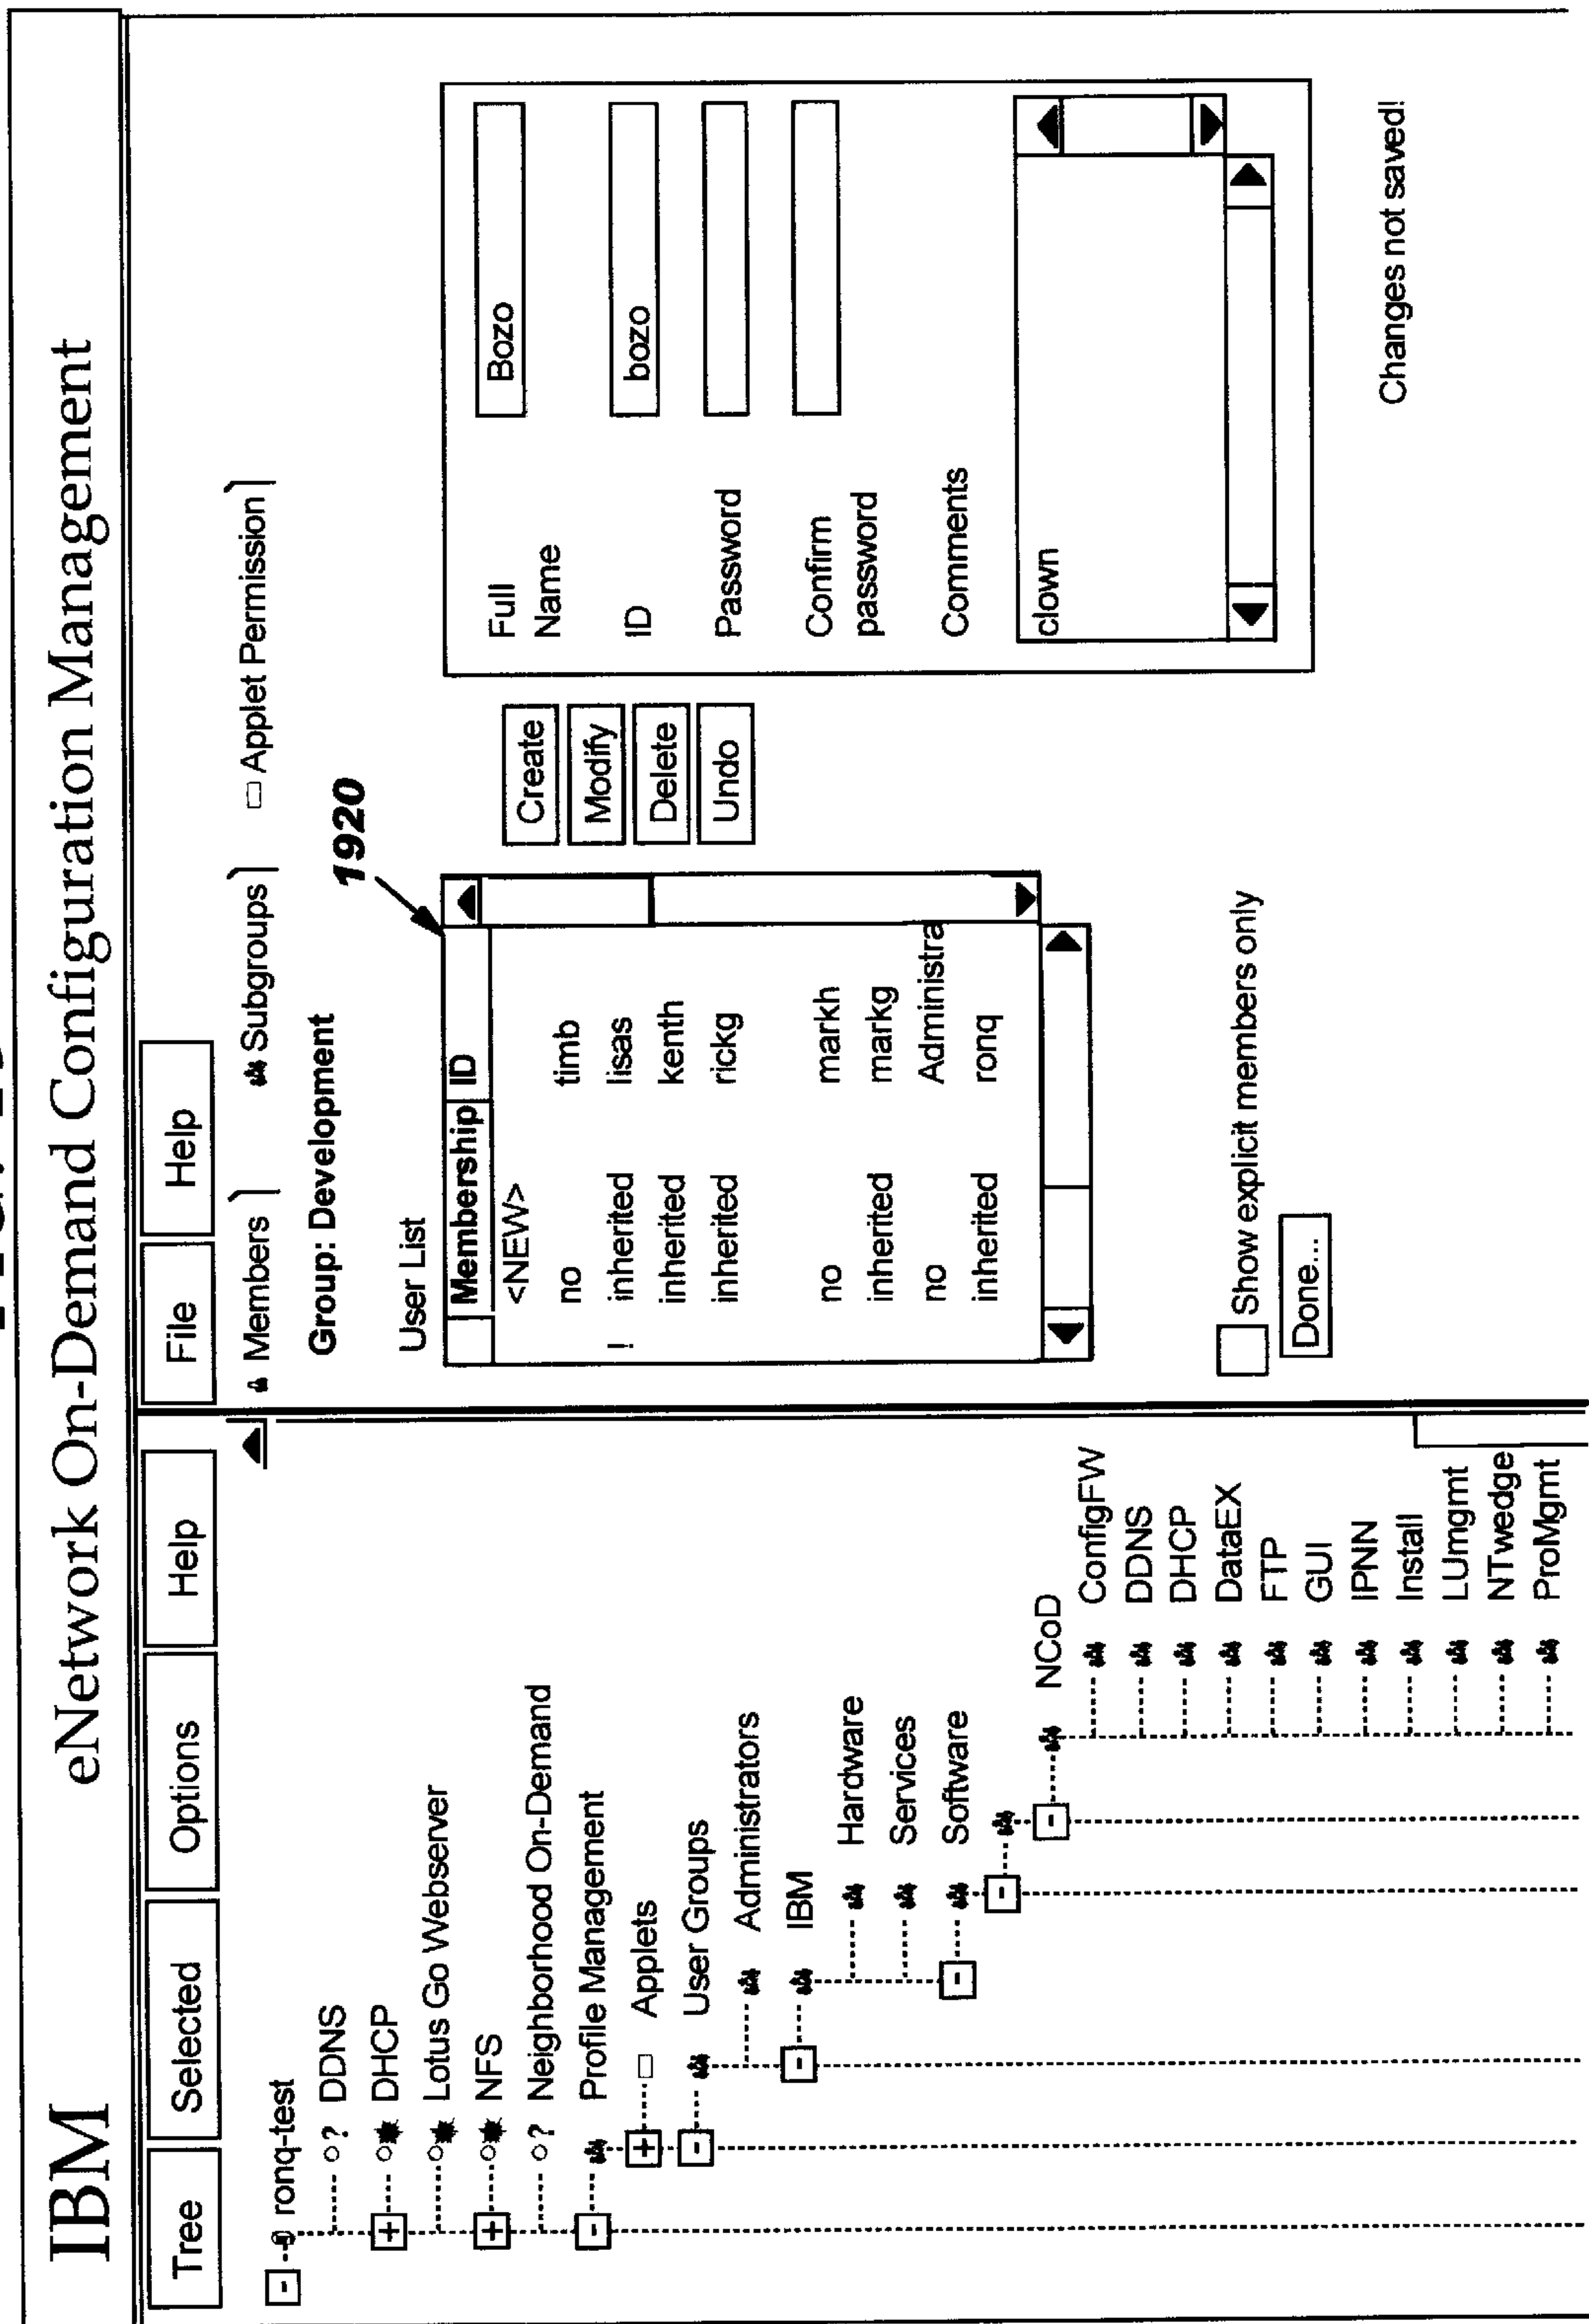 IBM eNetwork On-Demand Configuration Management
Tree Selected Options Help
- ronq-test
? DDNS
+ DHCP
Lotus Go Webserver
+ NFS
? Neighborhood On-Demand
- Profile Management
+ Applets
- User Groups
Administrators
- IBM
Hardware
Services
- Software
-
- NCoD
ConfigFW
DDNS
DHCP
DataEX
FTP
GUI
IPNN
Install
LUmgmt
NTwedge
ProMgmt
File Help
Members Subgroups Applet Permission
Group: Development
1920
User List
Membership ID
<NEW>
no timb
! inherited lisas
inherited kenth
inherited rickg
no markh
inherited markg
no Administra
inherited ronq
Show explicit members only
Done...
Create
Modify
Delete
Undo
Full Name Bozo
ID bozo
Password
Confirm password
Comments
clown
Changes not saved!